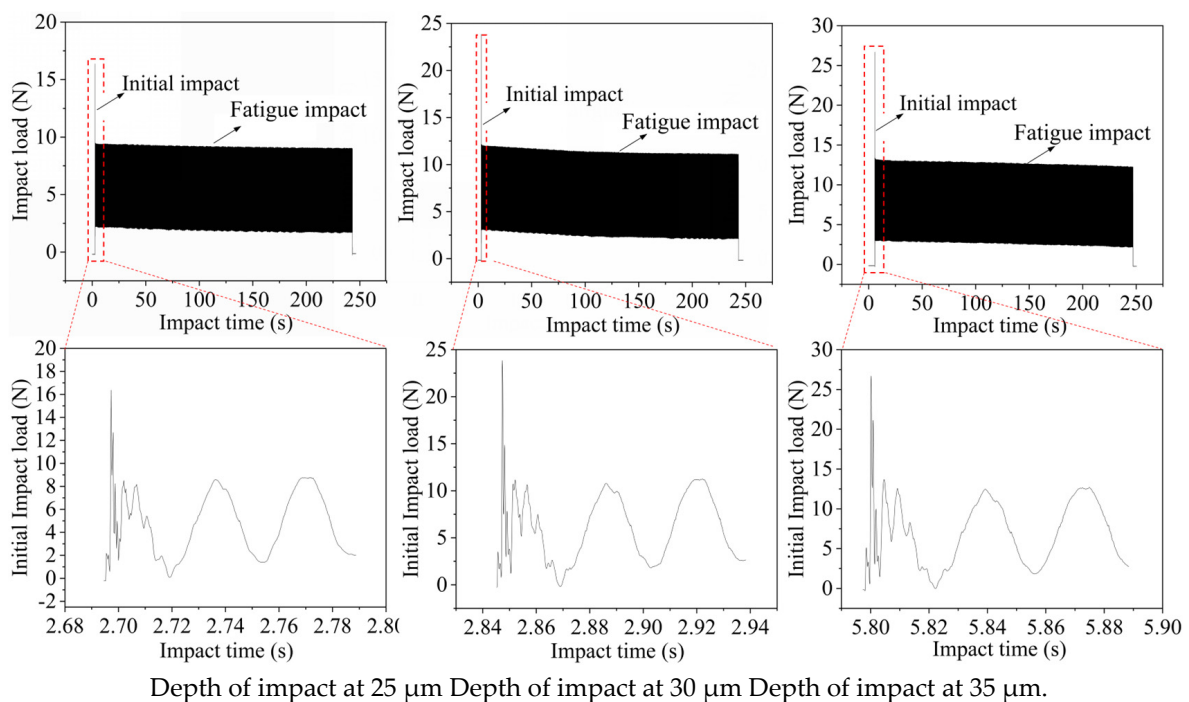 Impact load (N)
20
15
10
5
0
Initial impact
Fatigue impact
0 50 100 150 200 250
Impact time (s)
Impact load (N)
25
20
15
10
5
0
Initial impact
Fatigue impact
0 50 100 150 200 250
Impact time (s)
Impact load (N)
30
25
20
15
10
5
0
Initial impact
Fatigue impact
0 50 100 150 200 250
Impact time (s)
Initial Impact load (N)
20
18
16
14
12
10
8
6
4
2
0
-2
2.68 2.70 2.72 2.74 2.76 2.78 2.80
Impact time (s)
Initial Impact load (N)
25
20
15
10
5
0
2.84 2.86 2.88 2.90 2.92 2.94
Impact time (s)
Initial Impact load (N)
30
25
20
15
10
5
0
5.80 5.82 5.84 5.86 5.88 5.90
Impact time (s)
Depth of impact at 25 μm Depth of impact at 30 μm Depth of impact at 35 μm.